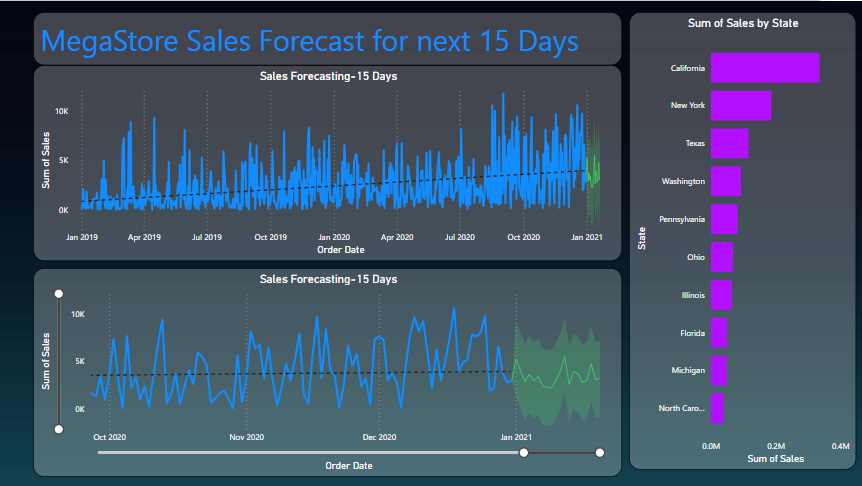 MegaStore Sales Forecast for next 15 Days
Sales Forecasting-15 Days
Sum of Sales
10K
5K
0K
Jan 2019 Apr 2019 Jul 2019 Oct 2019 Jan 2020 Apr 2020 Jul 2020 Oct 2020 Jan 2021
Order Date
Sales Forecasting-15 Days
Sum of Sales
10K
5K
0K
Oct 2020 Nov 2020 Dec 2020 Jan 2021
Order Date
Sum of Sales by State
State
California
New York
Texas
Washington
Pennsylvania
Ohio
Illinois
Florida
Michigan
North Caro...
0.0M 0.2M 0.4M
Sum of Sales